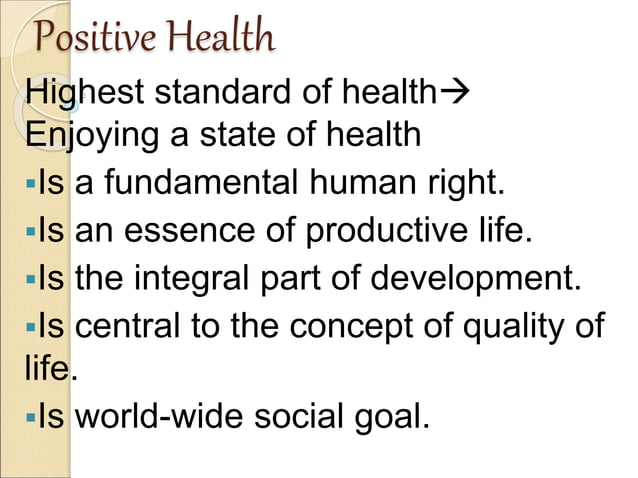 Positive Health
Highest standard of health→
Enjoying a state of health
▪Is a fundamental human right.
▪Is an essence of productive life.
▪Is the integral part of development.
▪Is central to the concept of quality of
life.
▪Is world-wide social goal.